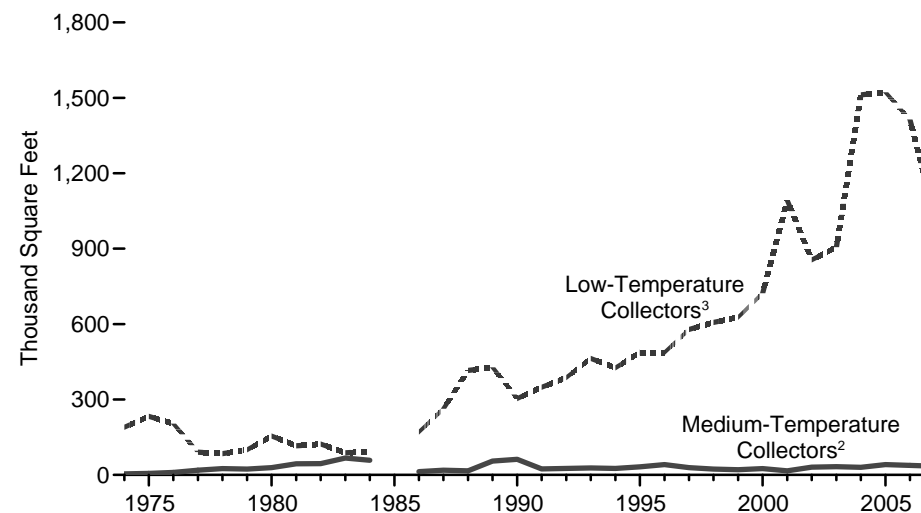 1,800
1,500
1,200
900
600
300
0
Thousand Square Feet
Low-Temperature
Collectors³
Medium-Temperature
Collectors²
1975 1980 1985 1990 1995 2000 2005